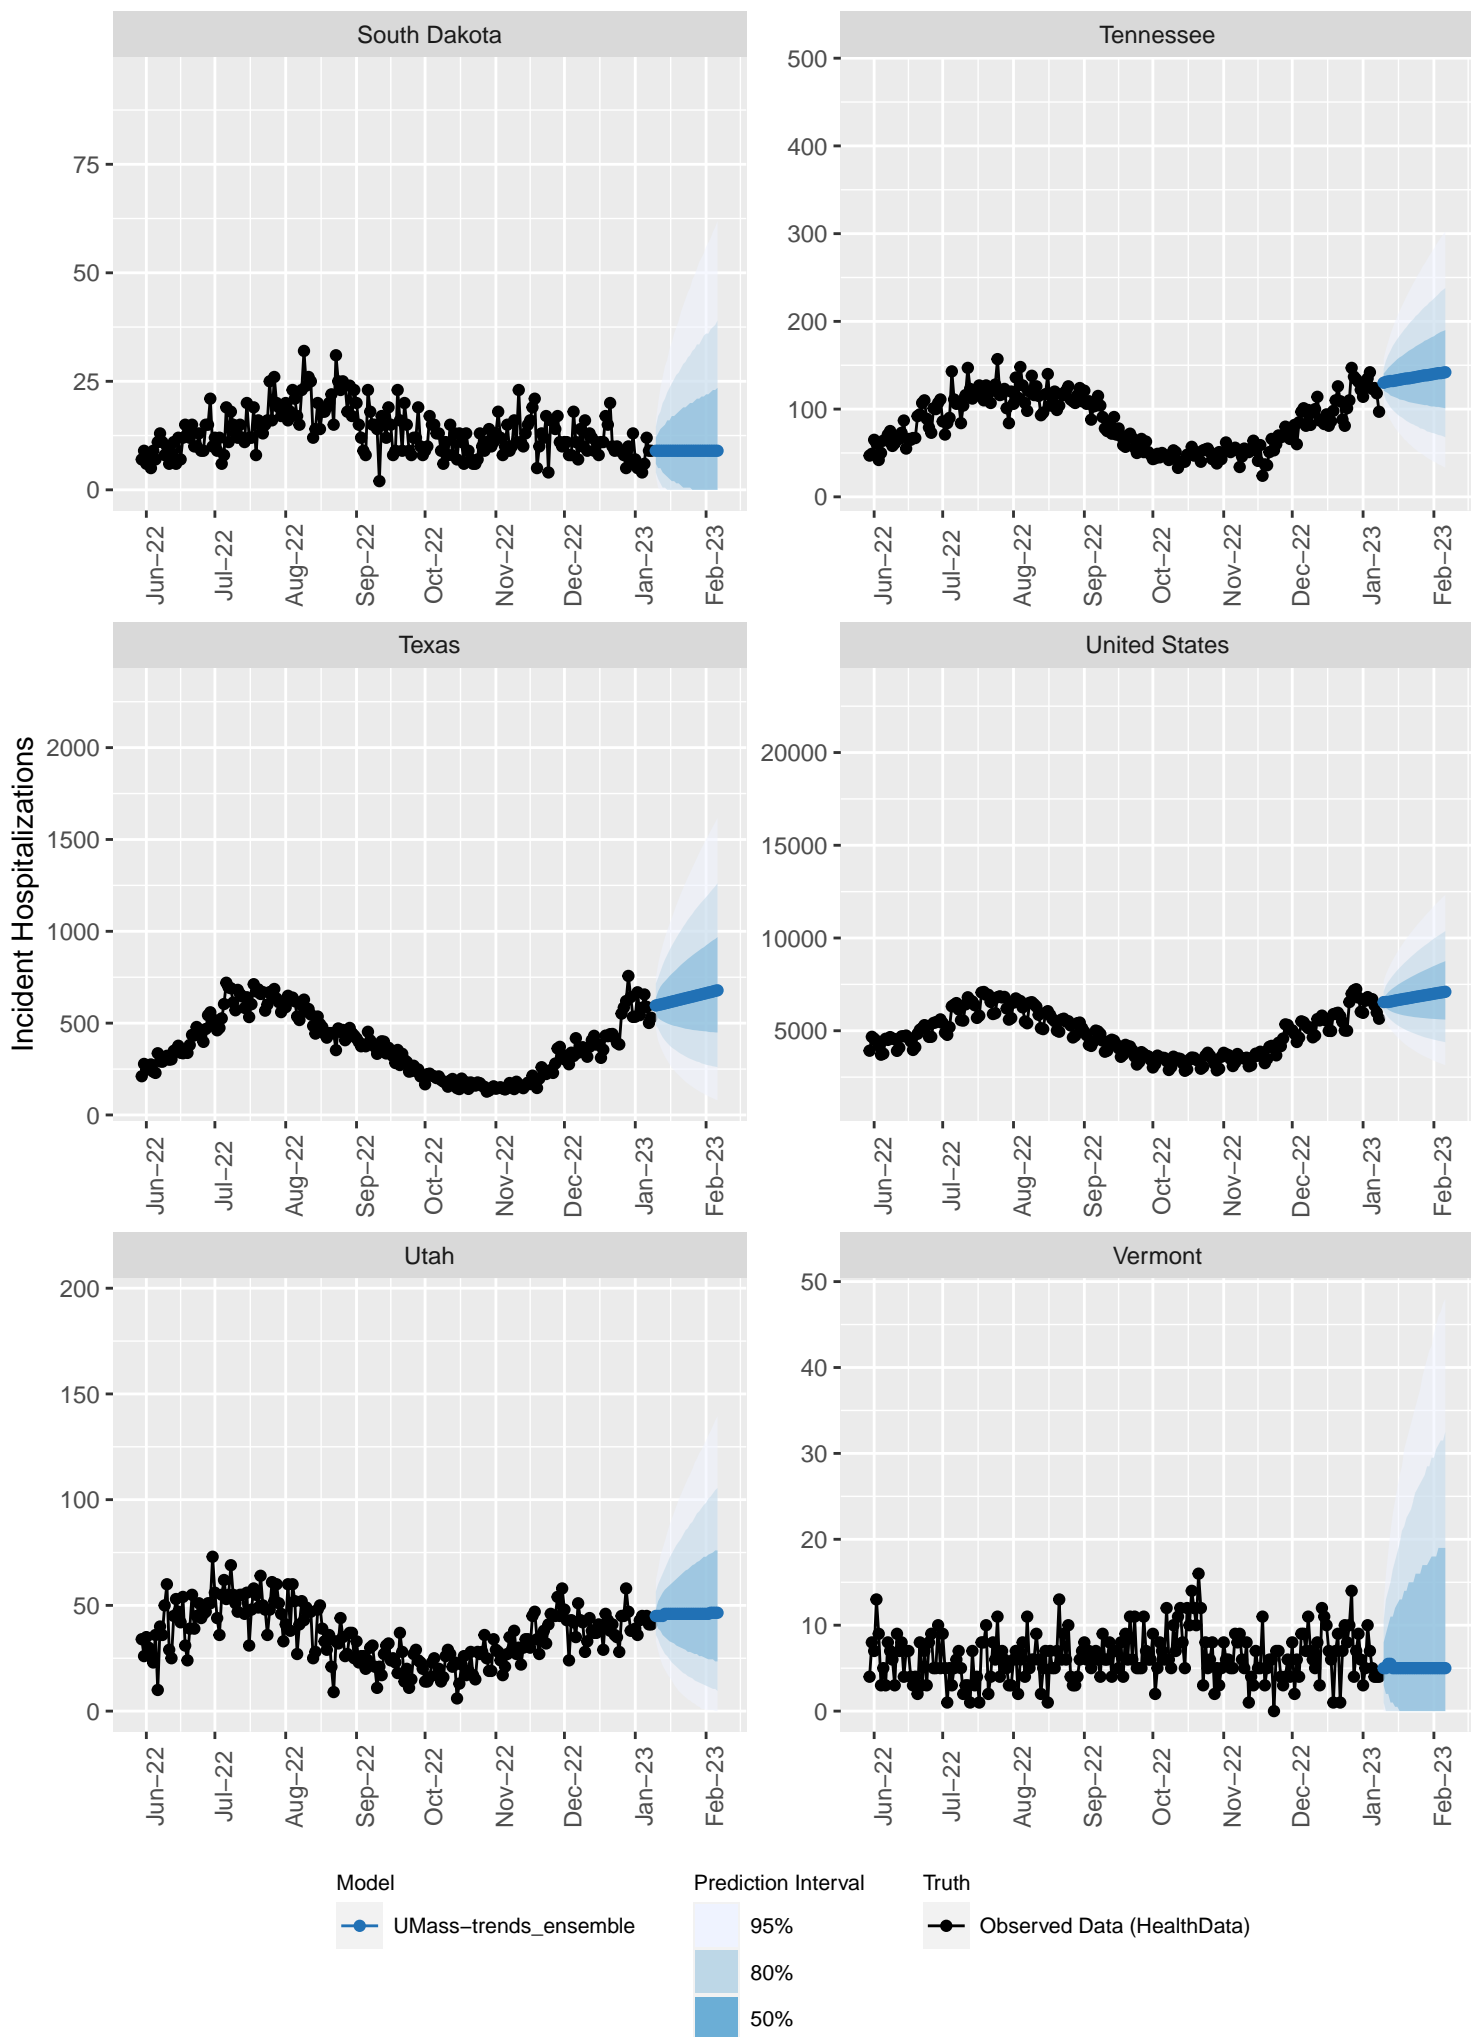 South Dakota
Tennessee
75
50
25
0
500
400
300
200
100
0
Jun−22
Jul−22
Aug−22
Sep−22
Oct−22
Nov−22
Dec−22
Jan−23
Feb−23
Jun−22
Jul−22
Aug−22
Sep−22
Oct−22
Nov−22
Dec−22
Jan−23
Feb−23
Incident Hospitalizations
Texas
United States
2000
1500
1000
500
0
20000
15000
10000
5000
Jun−22
Jul−22
Aug−22
Sep−22
Oct−22
Nov−22
Dec−22
Jan−23
Feb−23
Jun−22
Jul−22
Aug−22
Sep−22
Oct−22
Nov−22
Dec−22
Jan−23
Feb−23
Utah
Vermont
200
150
100
50
0
50
40
30
20
10
0
Jun−22
Jul−22
Aug−22
Sep−22
Oct−22
Nov−22
Dec−22
Jan−23
Feb−23
Jun−22
Jul−22
Aug−22
Sep−22
Oct−22
Nov−22
Dec−22
Jan−23
Feb−23
Model
UMass−trends_ensemble
Prediction Interval
95%
80%
50%
Truth
Observed Data (HealthData)